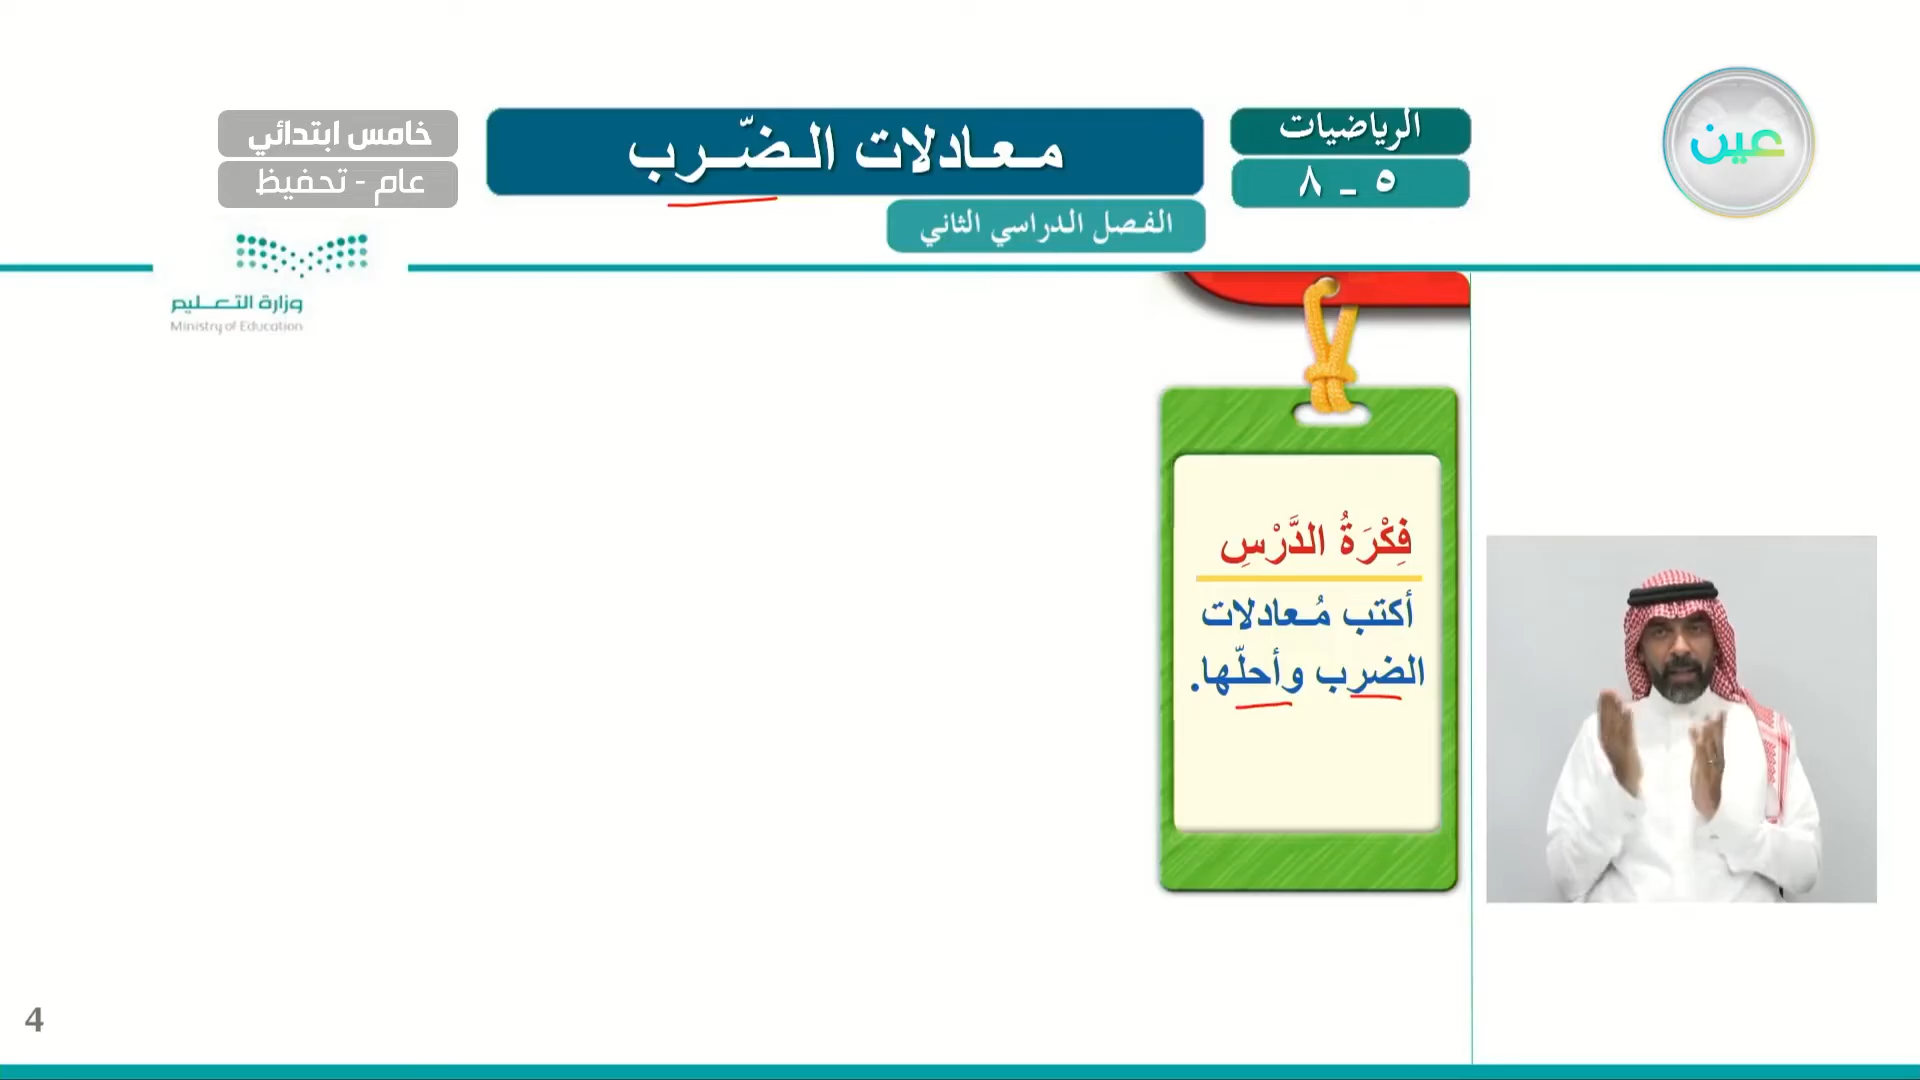 عين
الرياضيات
٥ - ٨
معادلات الضّرب
الفصل الدراسي الثاني
خامس ابتدائي
عام - تحفيظ
وزارة التعليم
Ministry of Education
فِكْرَةُ الدَّرْسِ
أكتب مُعادلات
الضرب وأحلّها.
4